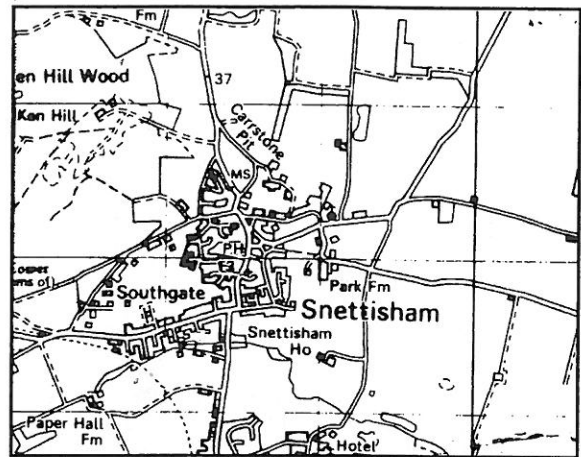 Fm
en Hill Wood
37
Ken Hill
Carrstone
Pit
MS
PH
6
Park Fm
Southgate
Snettisham
Snettisham
Ho
Paper Hall
Fm
Hotel